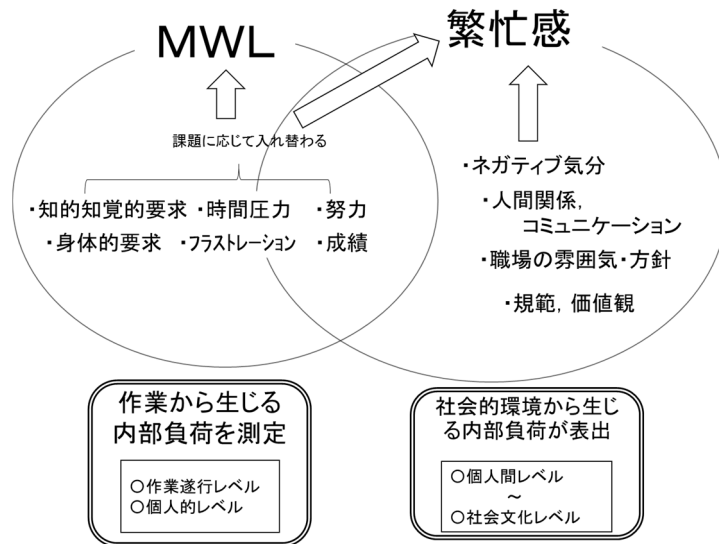 MWL
繁忙感
課題に応じて入れ替わる
・知的知覚的要求 ・時間圧力 ・努力
・身体的要求 ・フラストレーション ・成績
・ネガティブ気分
・人間関係,
コミュニケーション
・職場の雰囲気・方針
・規範, 価値観
作業から生じる
内部負荷を測定
○作業遂行レベル
○個人的レベル
社会的環境から生じ
る内部負荷が表出
○個人間レベル
~
○社会文化レベル